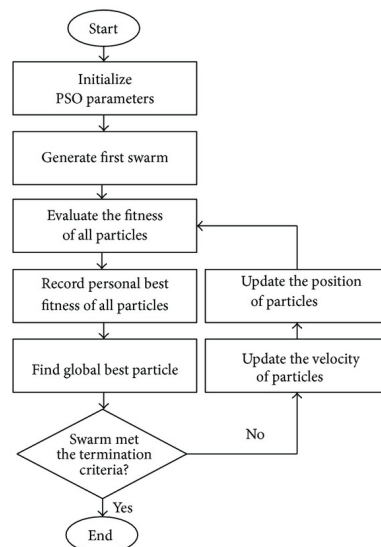 Start
Initialize
PSO parameters
Generate first swarm
Evaluate the fitness
of all particles
Record personal best
fitness of all particles
Update the position
of particles
Find global best particle
Update the velocity
of particles
Swarm met
the termination
criteria?
No
Yes
End